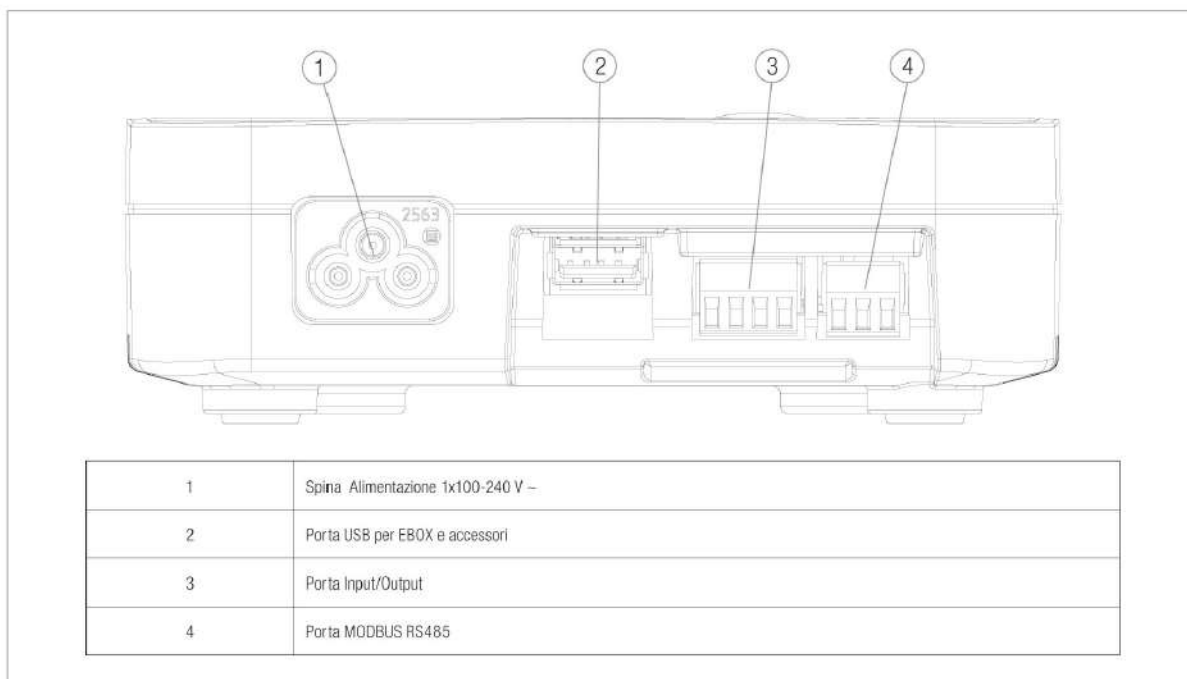 1
2
3
4
2563
1 Spina Alimentazione 1x100-240 V ~
2 Porta USB per EBOX e accessori
3 Porta Input/Output
4 Porta MODBUS RS485